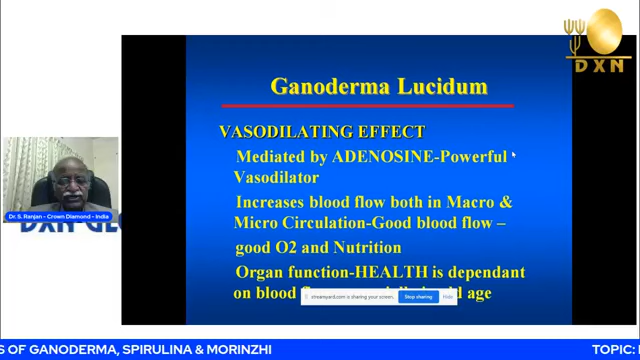 DXN
Ganoderma Lucidum
VASODILATING EFFECT
Mediated by ADENOSINE-Powerful
Vasodilator
Increases blood flow both in Macro &
Micro Circulation-Good blood flow –
good O2 and Nutrition
Organ function-HEALTH is dependant
on blood
age
streamyard.com is sharing your screen.
Stop sharing
Hide
Dr. S. Ranjan - Crown Diamond - India
S OF GANODERMA, SPIRULINA & MORINZHI
TOPIC: